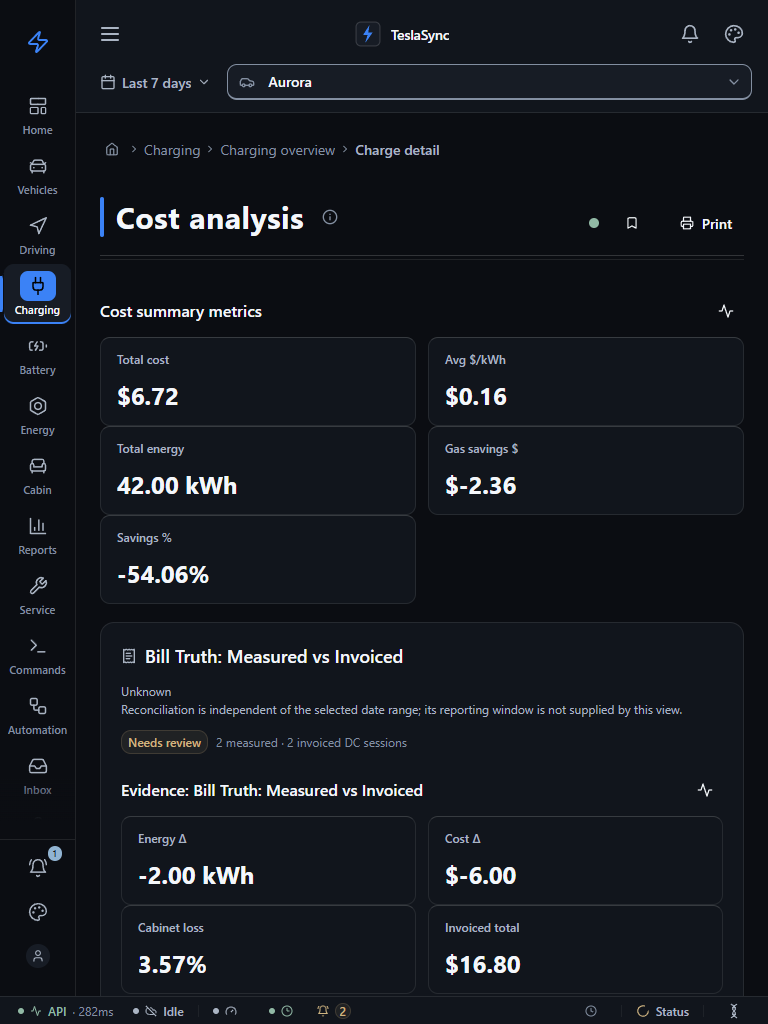 TeslaSync
Last 7 days
Aurora
Home
Vehicles
Driving
Charging
Battery
Energy
Cabin
Reports
Service
Commands
Automation
Inbox
1
Charging > Charging overview > Charge detail
Cost analysis
Print
Cost summary metrics
Total cost
$6.72
Avg $/kWh
$0.16
Total energy
42.00 kWh
Gas savings $
$-2.36
Savings %
-54.06%
Bill Truth: Measured vs Invoiced
Unknown
Reconciliation is independent of the selected date range; its reporting window is not supplied by this view.
Needs review 2 measured · 2 invoiced DC sessions
Evidence: Bill Truth: Measured vs Invoiced
Energy Δ
-2.00 kWh
Cost Δ
$-6.00
Cabinet loss
3.57%
Invoiced total
$16.80
API · 282ms
Idle
2
Status